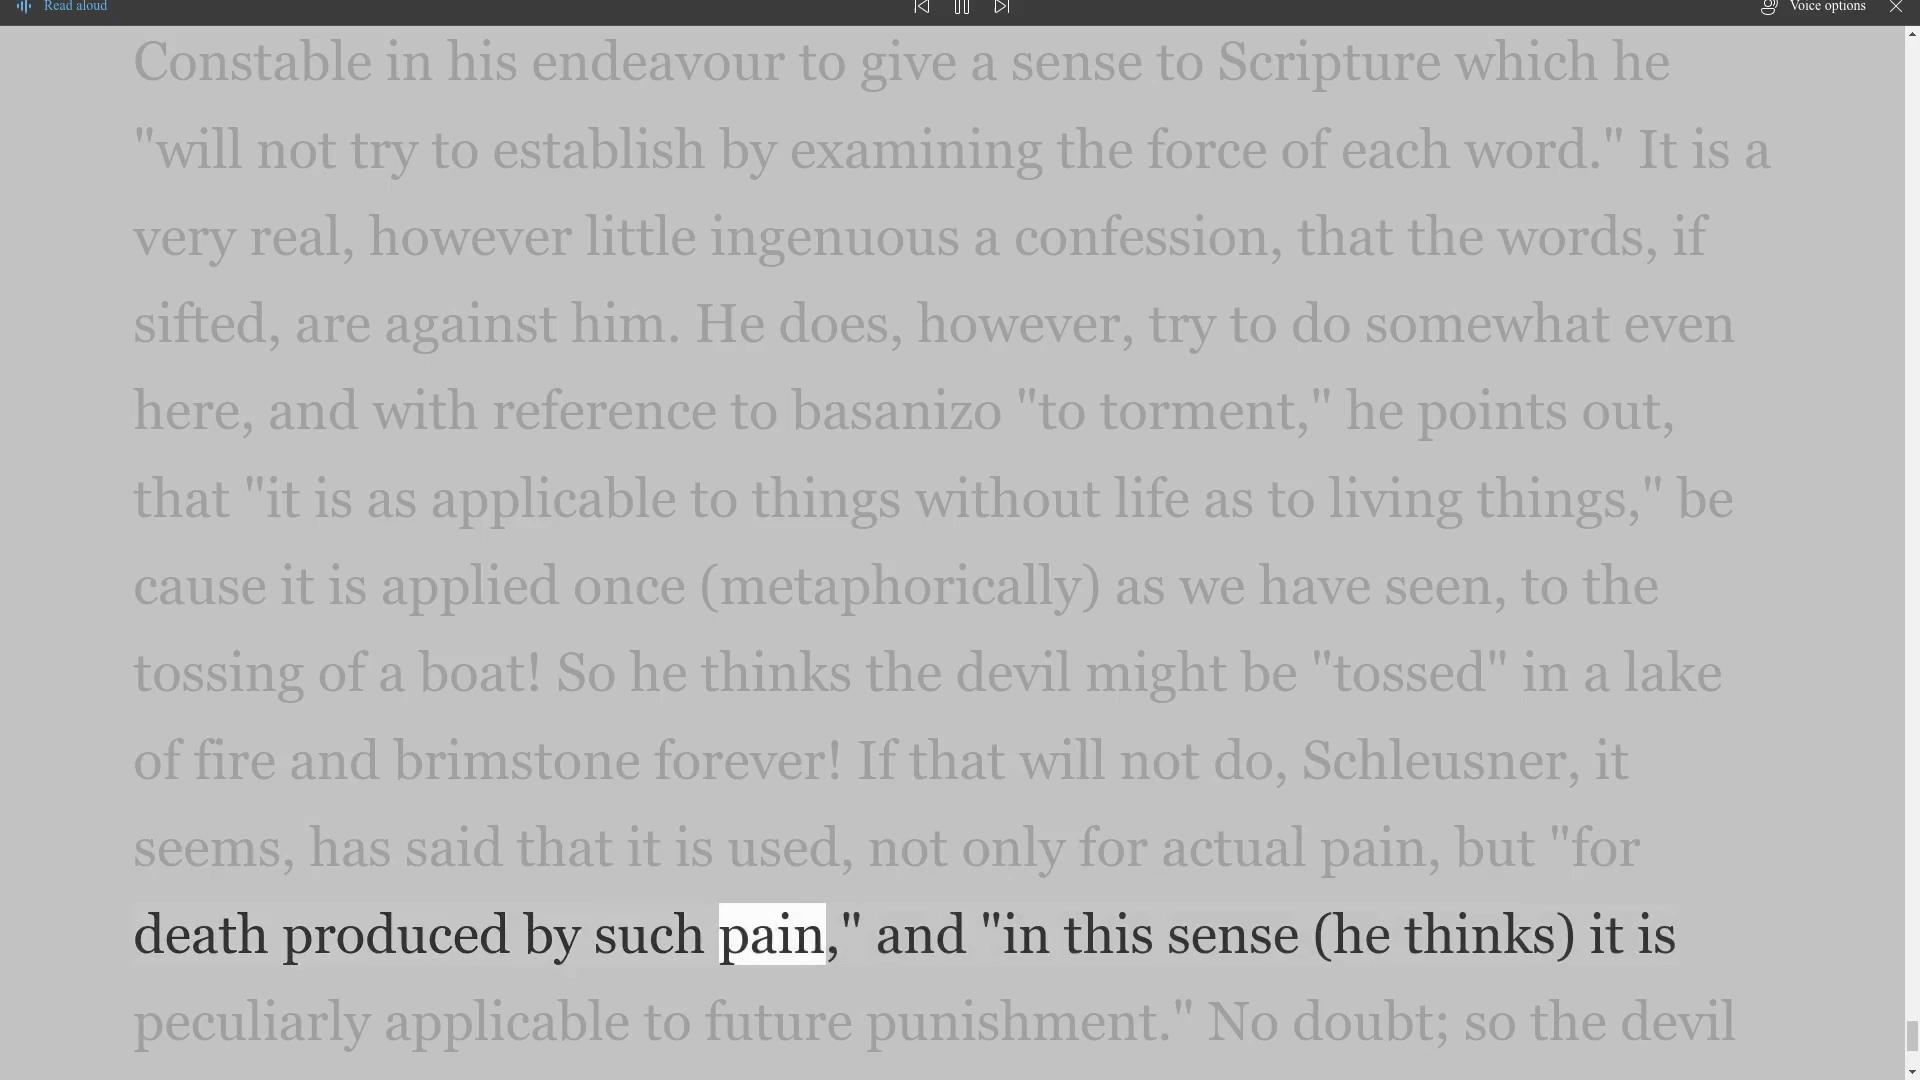 Read aloud
Voice options
Constable in his endeavour to give a sense to Scripture which he
"will not try to establish by examining the force of each word." It is a
very real, however little ingenuous a confession, that the words, if
sifted, are against him. He does, however, try to do somewhat even
here, and with reference to basanizo "to torment," he points out,
that "it is as applicable to things without life as to living things," be
cause it is applied once (metaphorically) as we have seen, to the
tossing of a boat! So he thinks the devil might be "tossed" in a lake
of fire and brimstone forever! If that will not do, Schleusner, it
seems, has said that it is used, not only for actual pain, but "for
death produced by such pain," and "in this sense (he thinks) it is
peculiarly applicable to future punishment." No doubt; so the devil